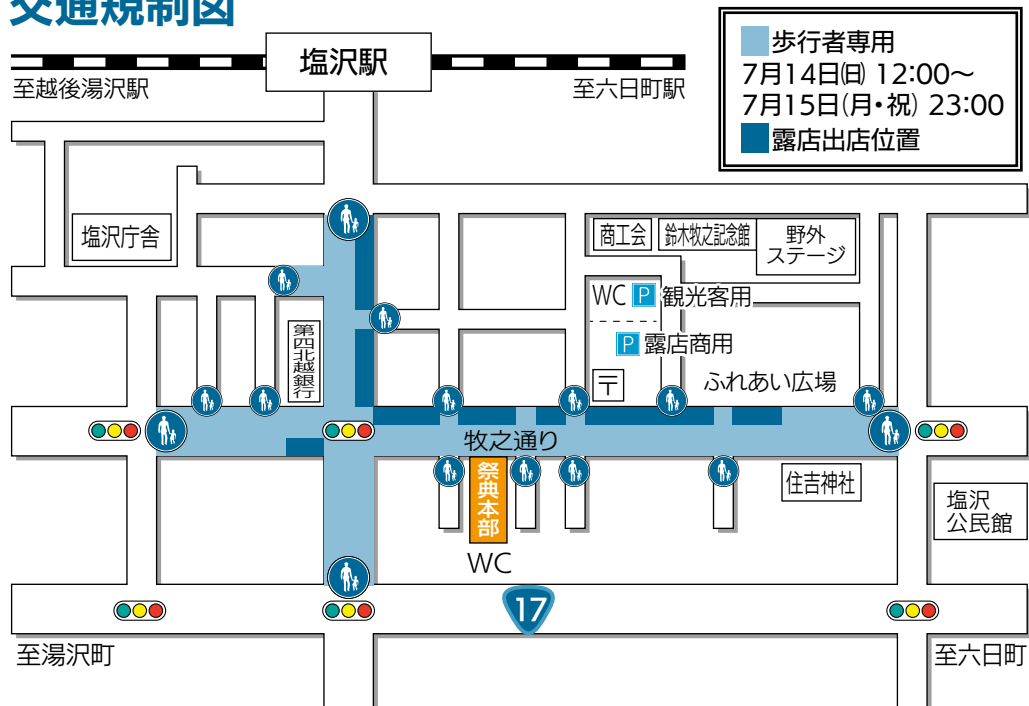 交通規制図
塩沢駅
至越後湯沢駅
至六日町駅
歩行者専用
7月14日(日) 12:00～
7月15日(月・祝) 23:00
露店出店位置
塩沢庁舎
商工会
鈴木牧之記念館
野外
ステージ
WC P 観光客用
P 露店商用
第四北越銀行
〒
ふれあい広場
牧之通り
祭典本部
WC
住吉神社
塩沢
公民館
17
至湯沢町
至六日町